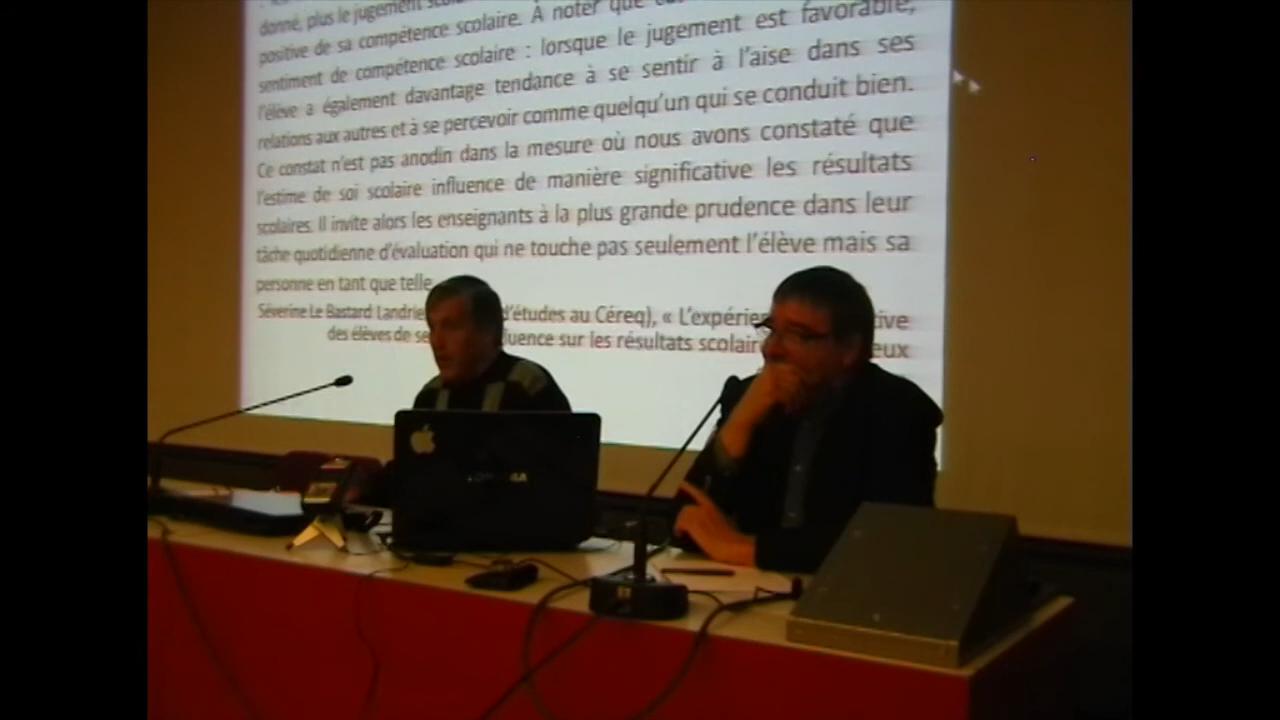 donné, plus le jugement
positive de sa compétence scolaire. A noter que
sentiment de compétence scolaire : lorsque le jugement est favorable,
l'élève a également davantage tendance à se sentir à l'aise dans ses
relations aux autres et à se percevoir comme quelqu'un qui se conduit bien.
Ce constat n'est pas anodin dans la mesure où nous avons constaté que
l'estime de soi scolaire influence de manière significative les résultats
scolaires. Il invite alors les enseignants à la plus grande prudence dans leur
tâche quotidienne d'évaluation qui ne touche pas seulement l'élève mais sa
personne en tant que telle.
Séverine Le Bastard d'études au Céreq), « L'expérie ive
des élèves de se uence sur les résultats scolair eux